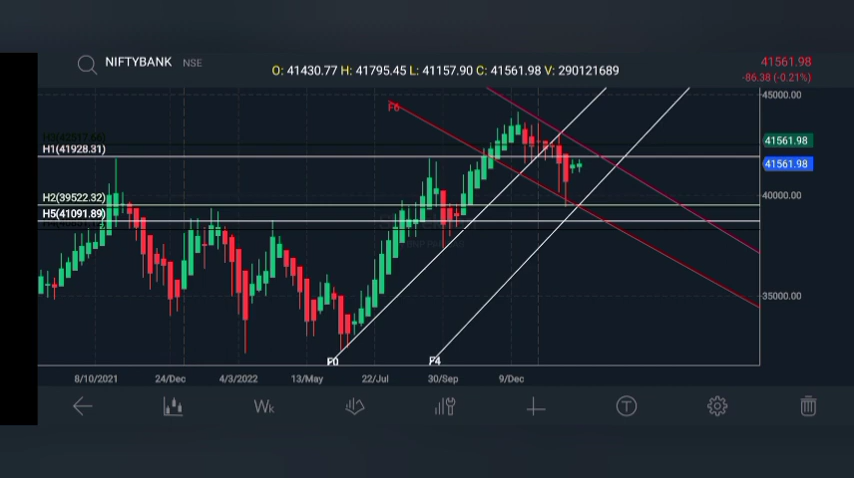 NIFTYBANK NSE
O: 41430.77 H: 41795.45 L: 41157.90 C: 41561.98 V: 290121689
41561.98
-86.38 (-0.21%)
F6
45000.00
H1(41928.31)
41561.98
41561.98
H2(39522.32)
40000.00
H5(41091.89)
35000.00
F0
F4
8/10/2021 24/Dec 4/3/2022 13/May 22/Jul 30/Sep 9/Dec
Wk
T